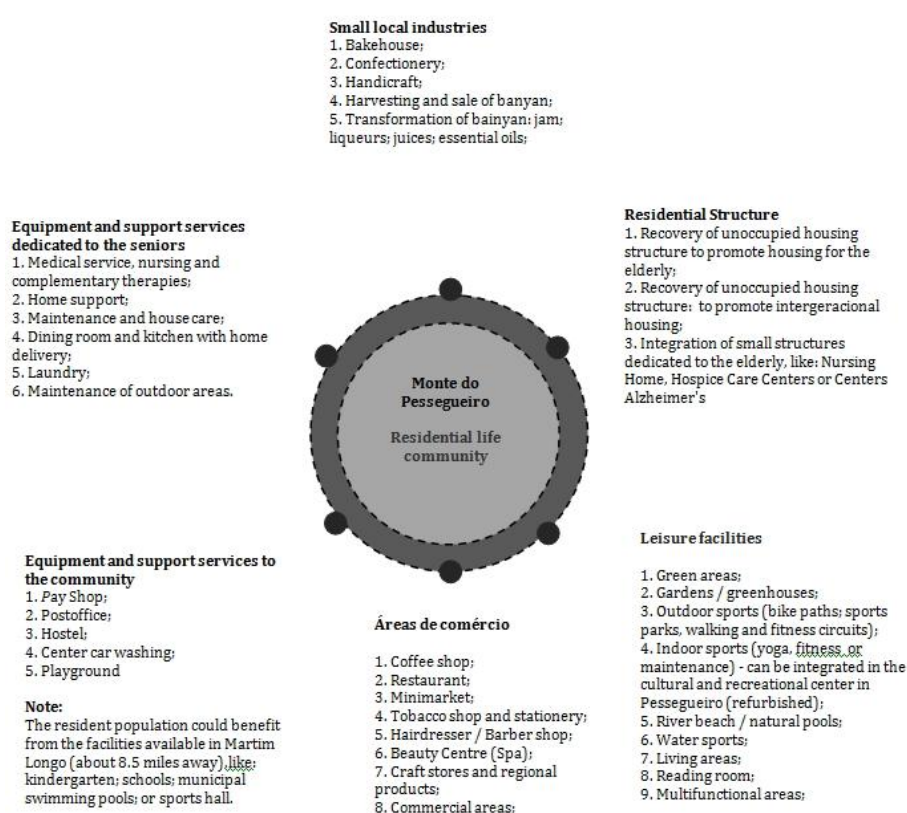 Small local industries
1. Bakehouse;
2. Confectionery;
3. Handicraft;
4. Harvesting and sale of banyan;
5. Transformation of bainyan: jam;
liqueurs; juices; essential oils;
Equipment and support services
dedicated to the seniors
1. Medical service, nursing and
complementary therapies;
2. Home support;
3. Maintenance and house care;
4. Dining room and kitchen with home
delivery;
5. Laundry;
6. Maintenance of outdoor areas.
Residential Structure
1. Recovery of unoccupied housing
structure to promote housing for the
elderly;
2. Recovery of unoccupied housing
structure: to promote intergeracional
housing;
3. Integration of small structures
dedicated to the elderly, like: Nursing
Home, Hospice Care Centers or Centers
Alzheimer's
Monte do
Pessegueiro
Residential life
community
Equipment and support services to
the community
1. Pay Shop;
2. Postoffice;
3. Hostel;
4. Center car washing;
5. Playground
Note:
The resident population could benefit
from the facilities available in Martim
Longo (about 8.5 miles away),like:
kindergarten; schools; municipal
swimming pools; or sports hall.
Áreas de comércio
1. Coffee shop;
2. Restaurant;
3. Minimarket;
4. Tobacco shop and stationery;
5. Hairdresser / Barber shop;
6. Beauty Centre (Spa);
7. Craft stores and regional
products;
8. Commercial areas;
Leisure facilities
1. Green areas;
2. Gardens / greenhouses;
3. Outdoor sports (bike paths; sports
parks, walking and fitness circuits);
4. Indoor sports (yoga, fitness or
maintenance) - can be integrated in the
cultural and recreational center in
Pessegueiro (refurbished);
5. River beach / natural pools;
6. Water sports;
7. Living areas;
8. Reading room;
9. Multifunctional areas;